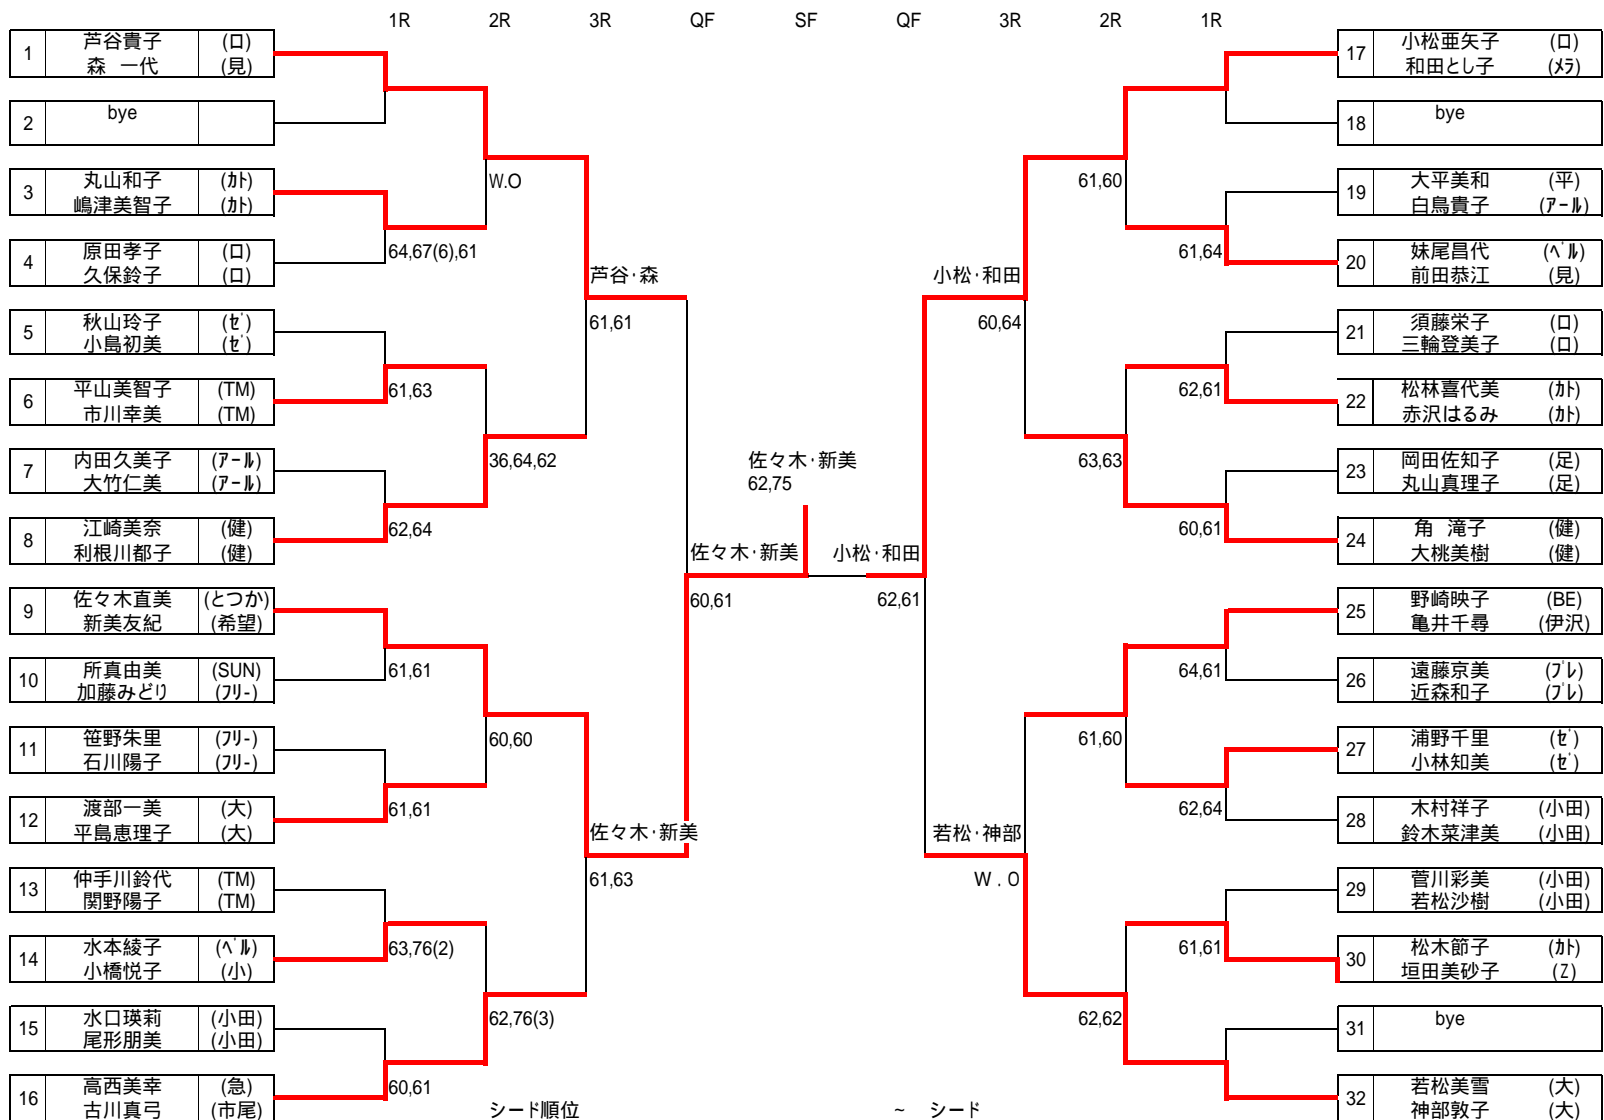 1R 2R 3R QF SF QF 3R 2R 1R
1 芦谷貴子 (ロ)
森 一代 (見)
2 bye
3 丸山和子 (ｶﾄ)
嶋津美智子 (ｶﾄ)
4 原田孝子 (ロ)
久保鈴子 (ロ)
5 秋山玲子 (ｾﾞ)
小島初美 (ｾﾞ)
6 平山美智子 (TM)
市川幸美 (TM)
7 内田久美子 (ｱｰﾙ)
大竹仁美 (ｱｰﾙ)
8 江崎美奈 (健)
利根川都子 (健)
9 佐々木直美 (とつか)
新美友紀 (希望)
10 所真由美 (SUN)
加藤みどり (ﾌﾘｰ)
11 笹野朱里 (ﾌﾘｰ)
石川陽子 (ﾌﾘｰ)
12 渡部一美 (大)
平島恵理子 (大)
13 仲手川鈴代 (TM)
関野陽子 (TM)
14 水本綾子 (ﾍﾞﾙ)
小橋悦子 (小)
15 水口瑛莉 (小田)
尾形朋美 (小田)
16 高西美幸 (急)
古川真弓 (市尾)
64,67(6),61
61,63
62,64
61,61
61,61
63,76(2)
60,61
W.O
36,64,62
60,60
62,76(3)
芦谷･森
61,61
佐々木･新美
61,63
佐々木･新美
60,61
佐々木･新美
62,75
小松･和田
62,61
小松･和田
60,64
若松･神部
W.O
61,60
63,63
61,60
62,62
61,64
62,61
60,61
64,61
62,64
61,61
17 小松亜矢子 (ロ)
和田とし子 (ﾒﾗ)
18 bye
19 大平美和 (平)
白鳥貴子 (ｱｰﾙ)
20 妹尾昌代 (ﾍﾞﾙ)
前田恭江 (見)
21 須藤栄子 (ロ)
三輪登美子 (ロ)
22 松林喜代美 (ｶﾄ)
赤沢はるみ (ｶﾄ)
23 岡田佐知子 (足)
丸山真理子 (足)
24 角 滝子 (健)
大桃美樹 (健)
25 野崎映子 (BE)
亀井千尋 (伊沢)
26 遠藤京美 (ﾌﾟﾚ)
近森和子 (ﾌﾟﾚ)
27 浦野千里 (ｾﾞ)
小林知美 (ｾﾞ)
28 木村祥子 (小田)
鈴木菜津美 (小田)
29 菅川彩美 (小田)
若松沙樹 (小田)
30 松木節子 (ｶﾄ)
垣田美砂子 (Z)
31 bye
32 若松美雪 (大)
神部敦子 (大)
シード順位 ~ シード